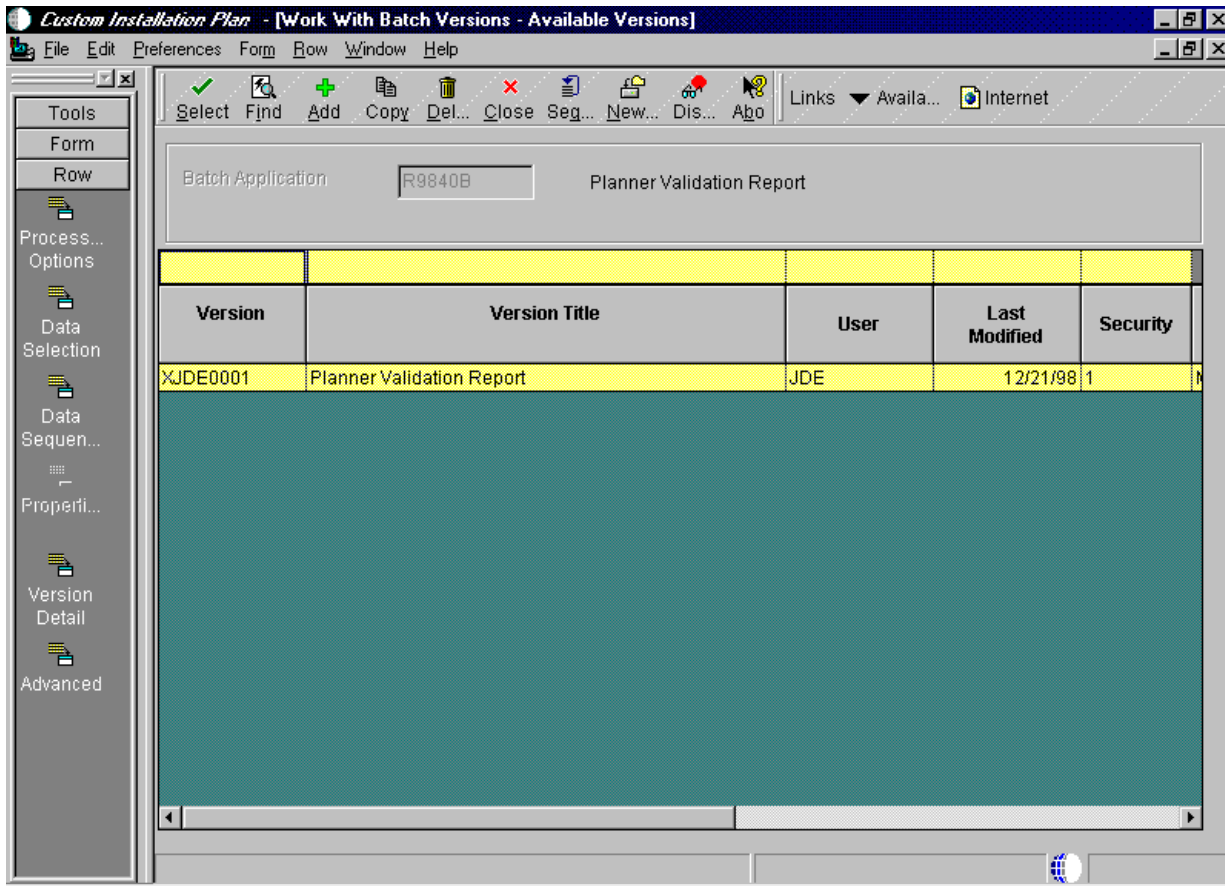 Custom Installation Plan - [Work With Batch Versions - Available Versions]
File Edit Preferences Form Row Window Help
Select Find Add Copy Del... Close Seq... New... Dis... Abo Links Availa... Internet
Tools
Form
Row
Process...
Options
Data
Selection
Data
Sequen...
Properti...
Version
Detail
Advanced
Batch Application R9840B Planner Validation Report
Version Version Title User Last Modified Security
XJDE0001 Planner Validation Report JDE 12/21/98 1